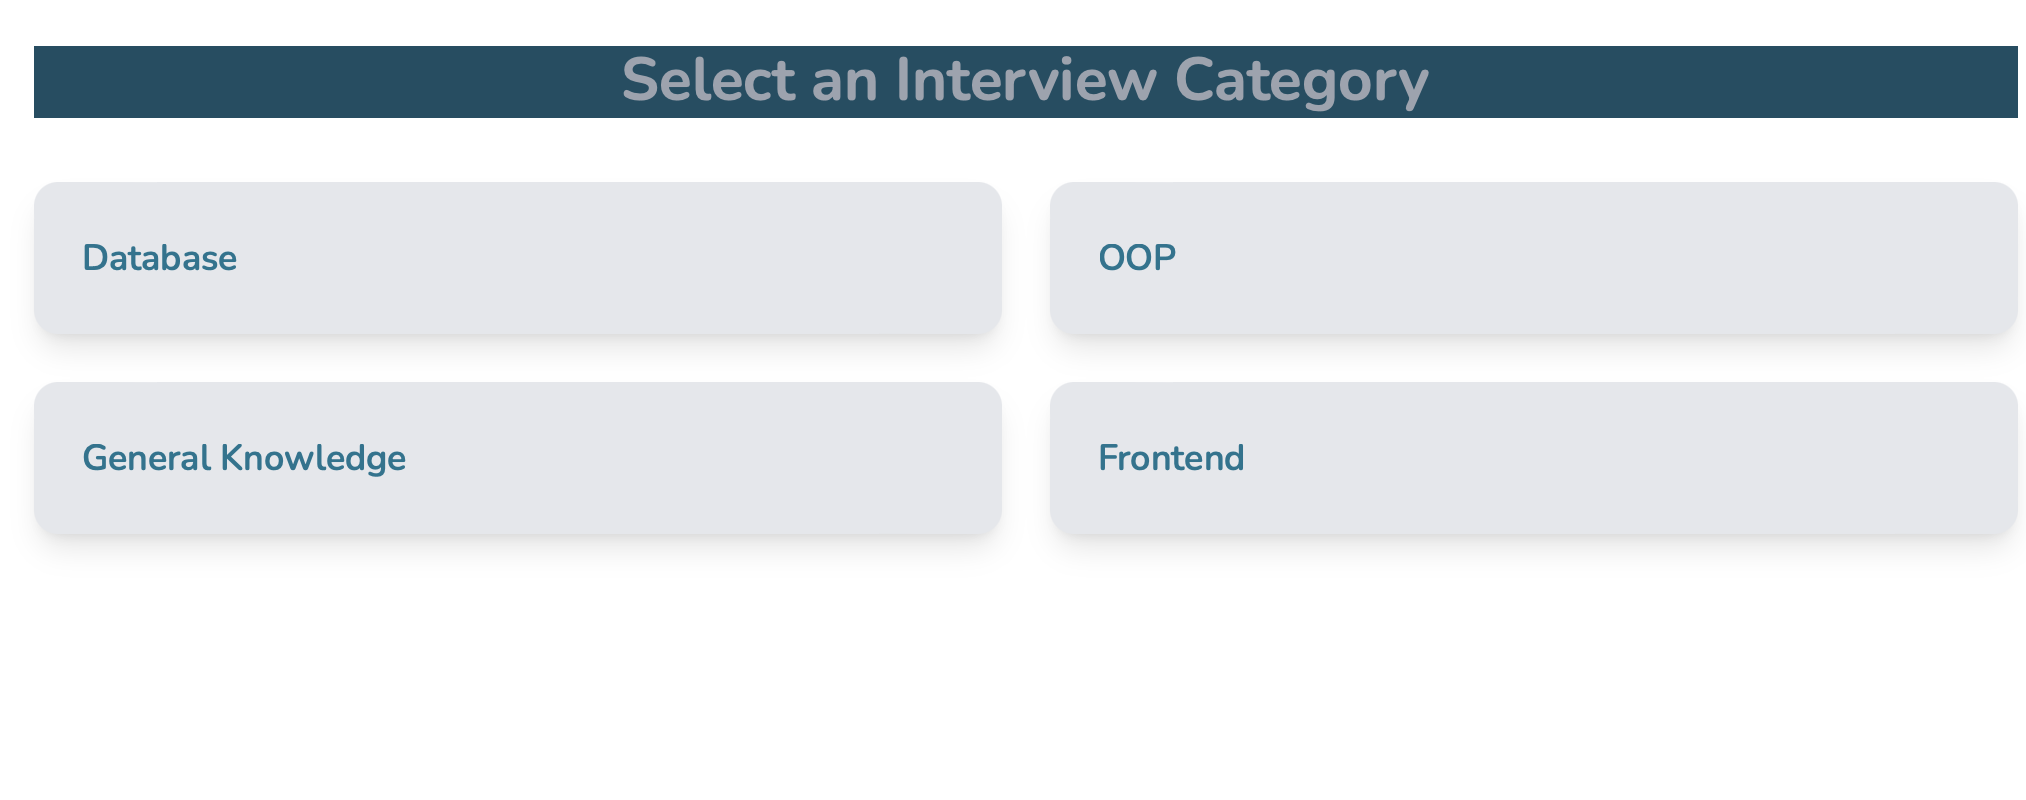 Select an Interview Category
Database
OOP
General Knowledge
Frontend